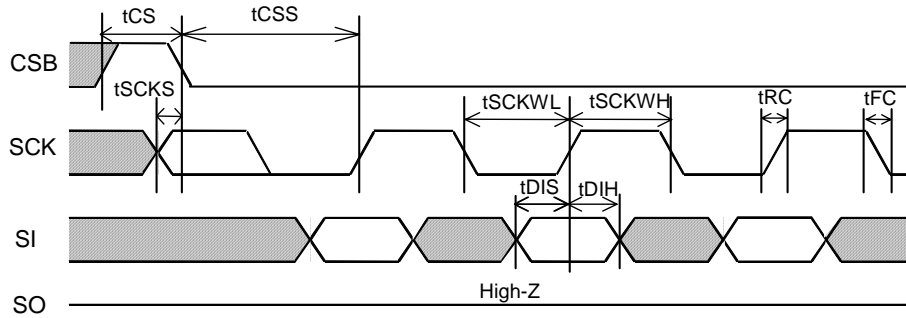 tCS
tCSS
CSB
tSCKS
tSCKWL
tSCKWH
tRC
tFC
SCK
tDIS
tDIH
SI
High-Z
SO